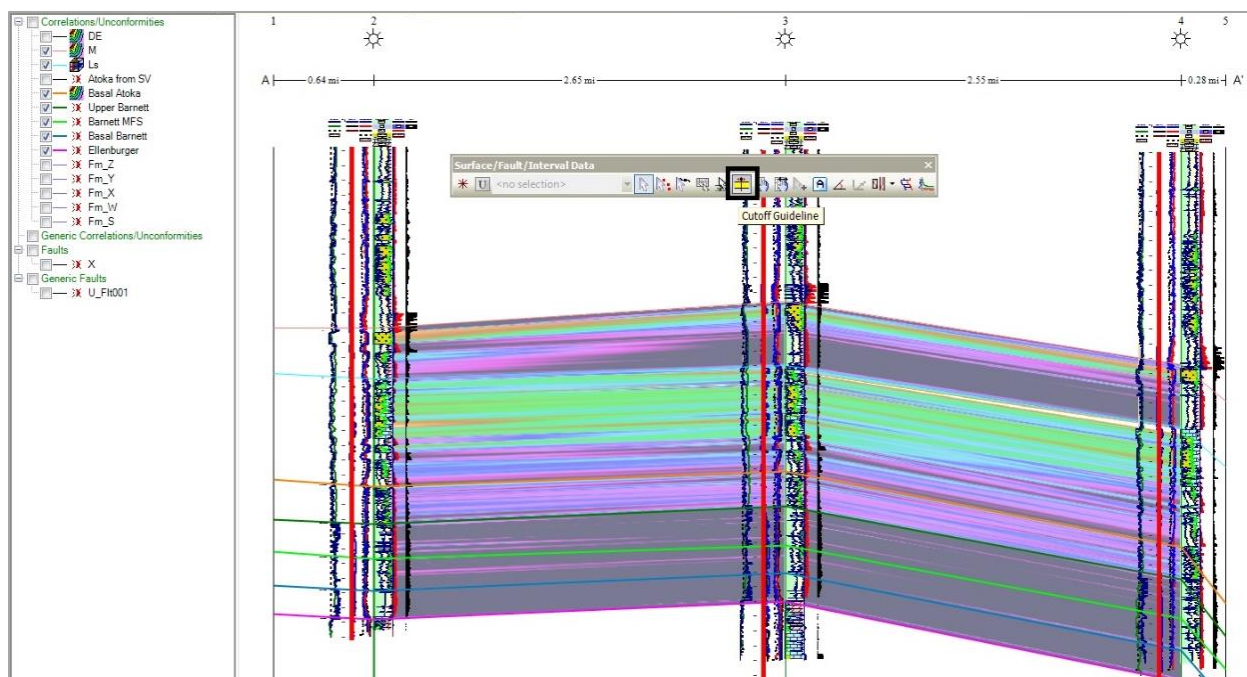 Correlations/Unconformities
DE
M
Ls
Atoka from SV
Basal Atoka
Upper Barnett
Barnett MFS
Basal Barnett
Ellenburger
Fm_Z
Fm_Y
Fm_X
Fm_W
Fm_S
Generic Correlations/Unconformities
Faults
X
Generic Faults
U_Flt001
1 2 3 4 5
A 0.64 mi 2.65 mi 2.55 mi 0.28 mi A'
Surface/Fault/Interval Data
U <no selection> A
Cutoff Guideline